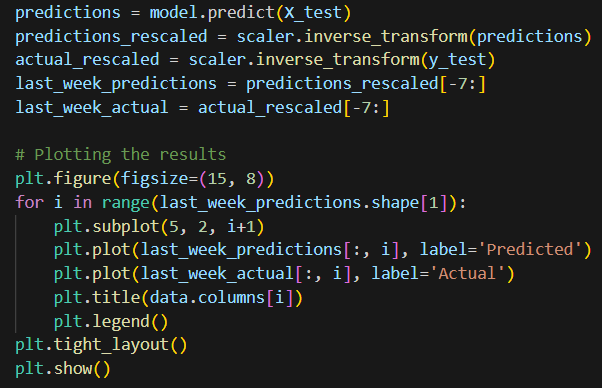 predictions = model.predict(X_test)
predictions_rescaled = scaler.inverse_transform(predictions)
actual_rescaled = scaler.inverse_transform(y_test)
last_week_predictions = predictions_rescaled[-7:]
last_week_actual = actual_rescaled[-7:]

# Plotting the results
plt.figure(figsize=(15, 8))
for i in range(last_week_predictions.shape[1]):
    plt.subplot(5, 2, i+1)
    plt.plot(last_week_predictions[:, i], label='Predicted')
    plt.plot(last_week_actual[:, i], label='Actual')
    plt.title(data.columns[i])
    plt.legend()
plt.tight_layout()
plt.show()